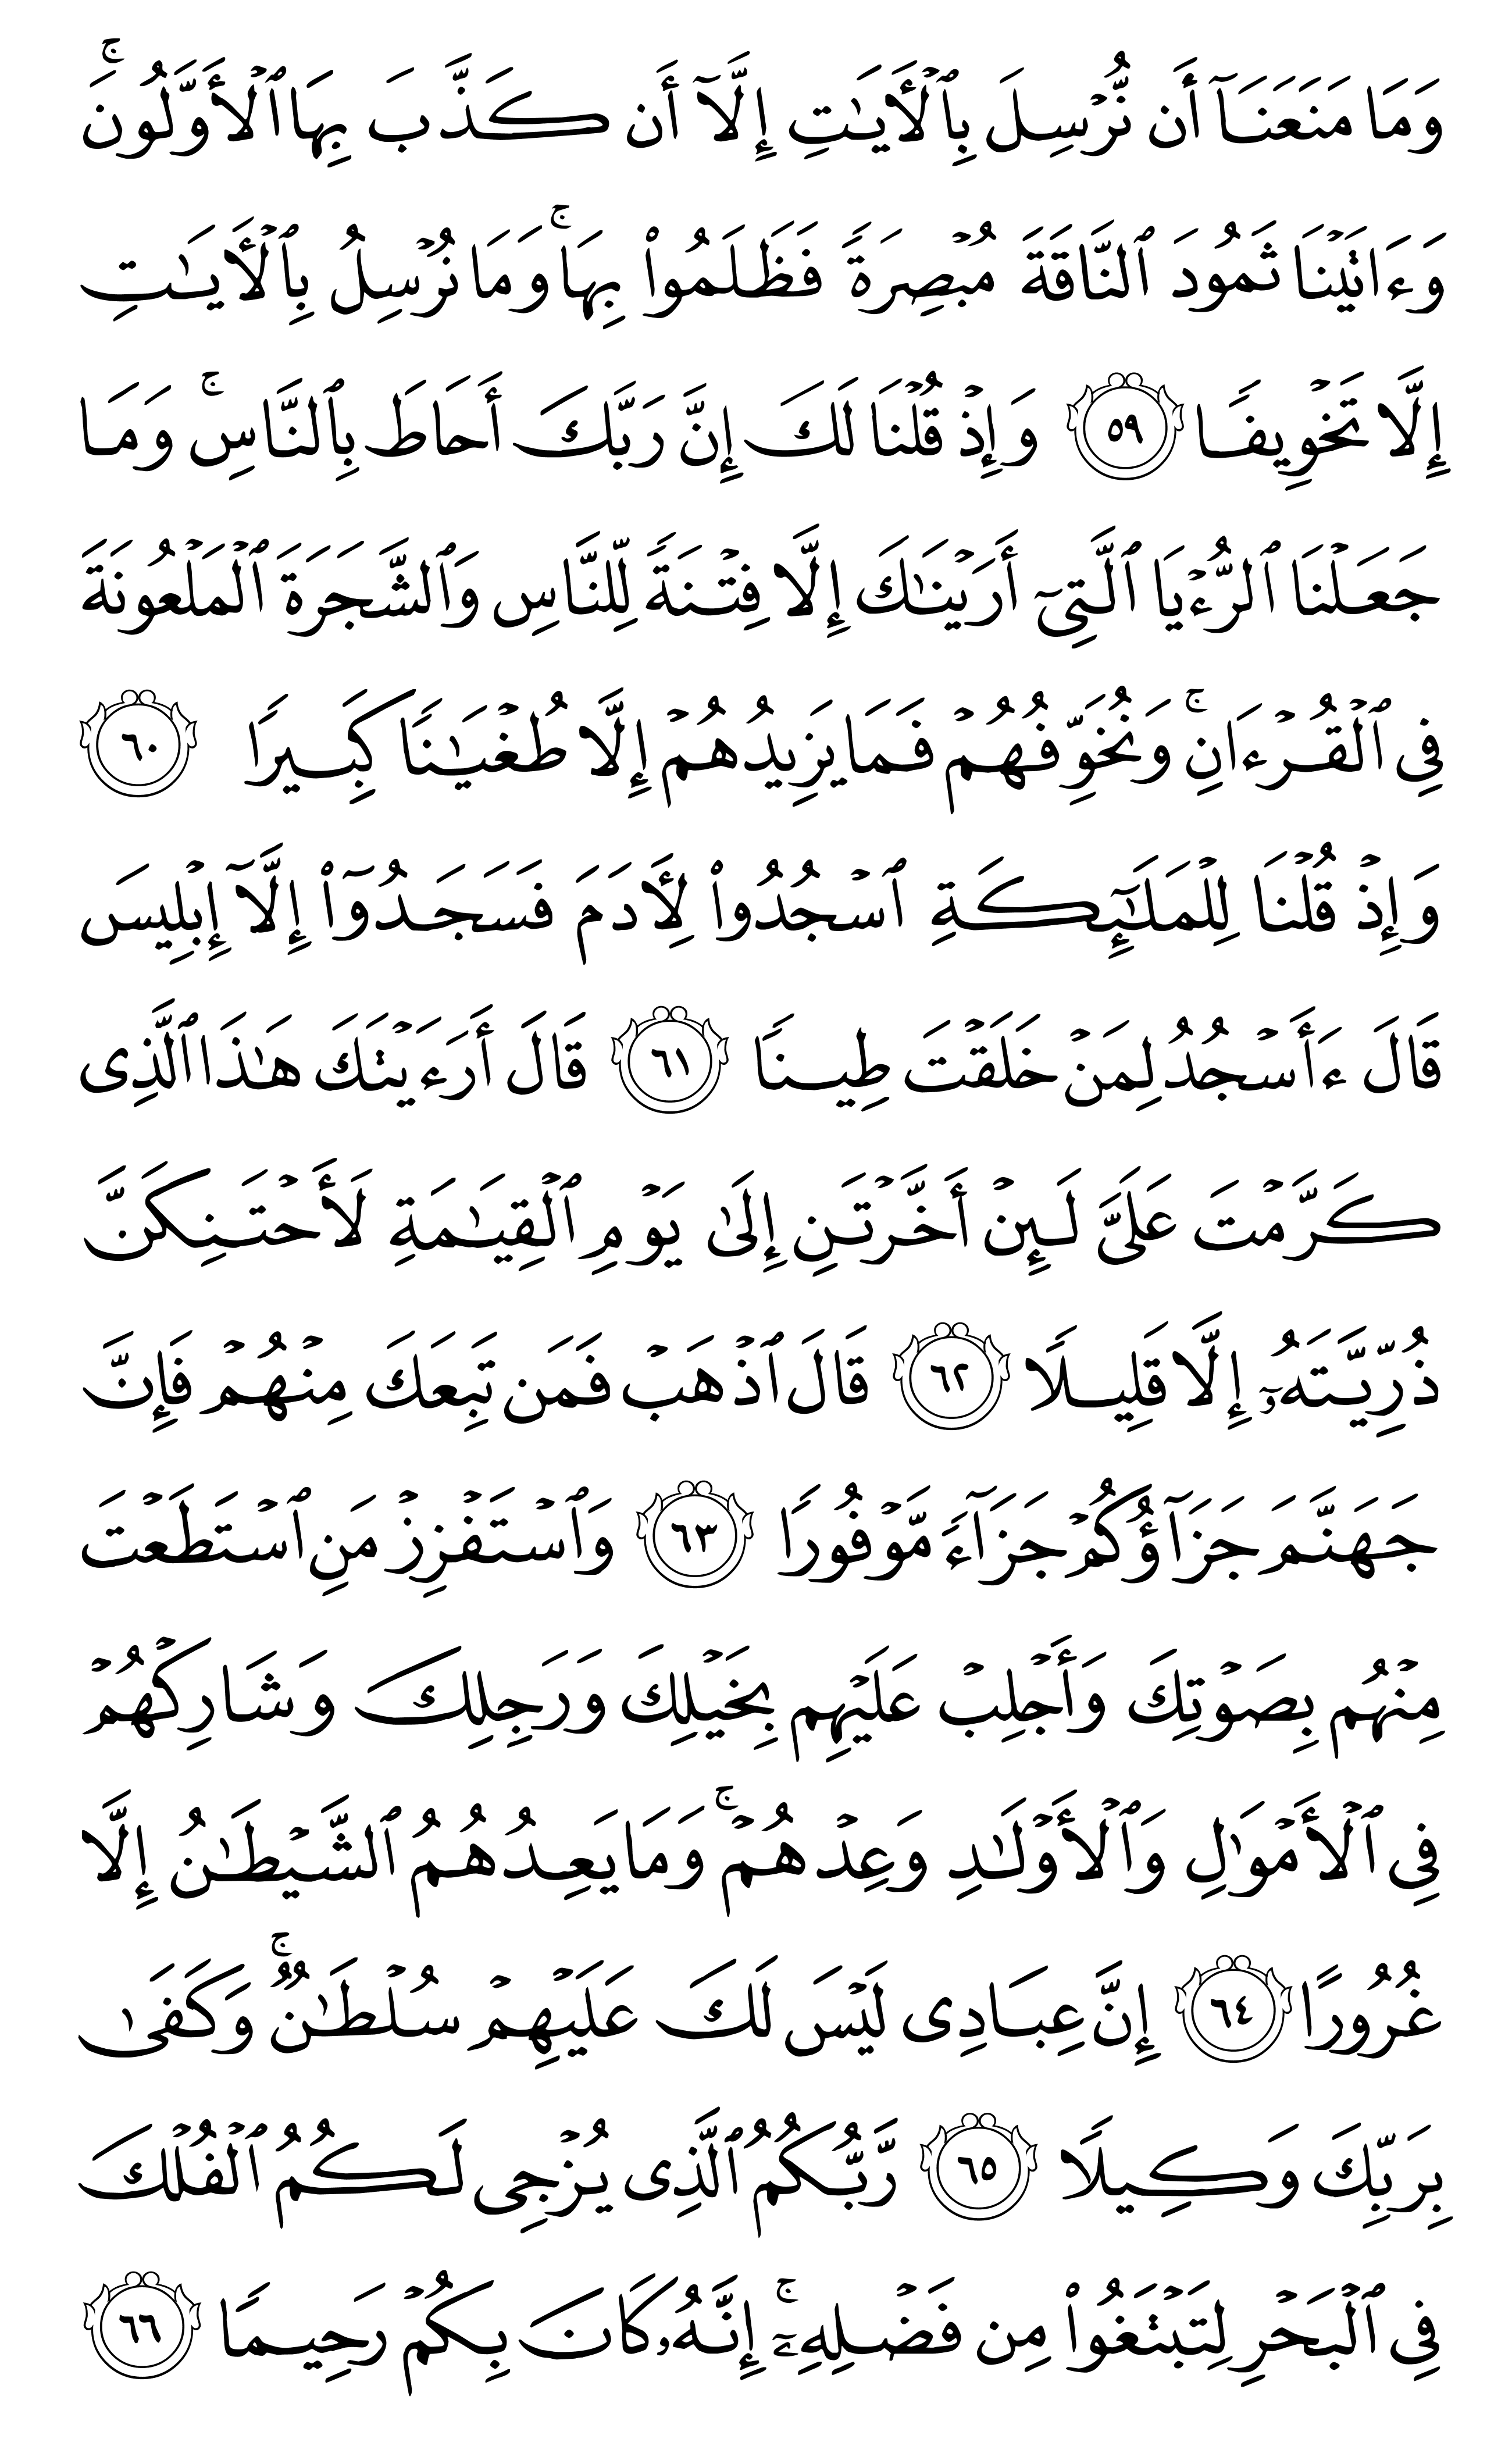 وَمَا مَنَعَنَآ أَن نُّرۡسِلَ بِٱلۡأَيَٰتِ إِلَّآ أَن كَذَّبَ بِهَا ٱلۡأَوَّلُونَۚ
وَءَاتَيۡنَا ثَمُودَ ٱلنَّاقَةَ مُبۡصِرَةً فَظَلَمُواْ بِهَاۚ وَمَا نُرۡسِلُ بِٱلۡأَيَٰتِ
إِلَّا تَخۡوِيفًا ٥٩ وَإِذۡ قُلۡنَا لَكَ إِنَّ رَبَّكَ أَحَاطَ بِٱلنَّاسِۚ وَمَا
جَعَلۡنَا ٱلرُّءۡيَا ٱلَّتِيٓ أَرَيۡنَٰكَ إِلَّا فِتۡنَةً لِّلنَّاسِ وَٱلشَّجَرَةَ ٱلۡمَلۡعُونَةَ
فِي ٱلۡقُرۡءَانِۚ وَنُخَوِّفُهُمۡ فَمَا يَزِيدُهُمۡ إِلَّا طُغۡيَٰنًا كَبِيرًا ٦٠
وَإِذۡ قُلۡنَا لِلۡمَلَٰٓئِكَةِ ٱسۡجُدُواْ لِأَدَمَ فَسَجَدُوٓاْ إِلَّآ إِبۡلِيسَ
قَالَ ءَأَسۡجُدُ لِمَنۡ خَلَقۡتَ طِينًا ٦١ قَالَ أَرَءَيۡتَكَ هَٰذَا ٱلَّذِي
كَرَّمۡتَ عَلَيَّ لَئِنۡ أَخَّرۡتَنِ إِلَىٰ يَوۡمِ ٱلۡقِيَٰمَةِ لَأَحۡتَنِكَنَّ
ذُرِّيَّتَهُۥٓ إِلَّا قَلِيلًا ٦٢ قَالَ ٱذۡهَبۡ فَمَن تَبِعَكَ مِنۡهُمۡ فَإِنَّ
جَهَنَّمَ جَزَآؤُكُمۡ جَزَآءً مَّوۡفُورًا ٦٣ وَٱسۡتَفۡزِزۡ مَنِ ٱسۡتَطَعۡتَ
مِنۡهُم بِصَوۡتِكَ وَأَجۡلِبۡ عَلَيۡهِم بِخَيۡلِكَ وَرَجِلِكَ وَشَارِكۡهُمۡ
فِي ٱلۡأَمۡوَٰلِ وَٱلۡأَوۡلَٰدِ وَعِدۡهُمۡۚ وَمَا يَعِدُهُمُ ٱلشَّيۡطَٰنُ إِلَّا
غُرُورًا ٦٤ إِنَّ عِبَادِي لَيۡسَ لَكَ عَلَيۡهِمۡ سُلۡطَٰنٌۚ وَكَفَىٰ
بِرَبِّكَ وَكِيلًا ٦٥ رَّبُّكُمُ ٱلَّذِي يُزۡجِي لَكُمُ ٱلۡفُلۡكَ
فِي ٱلۡبَحۡرِ لِتَبۡتَغُواْ مِن فَضۡلِهِۦٓۚ إِنَّهُۥ كَانَ بِكُمۡ رَحِيمًا ٦٦